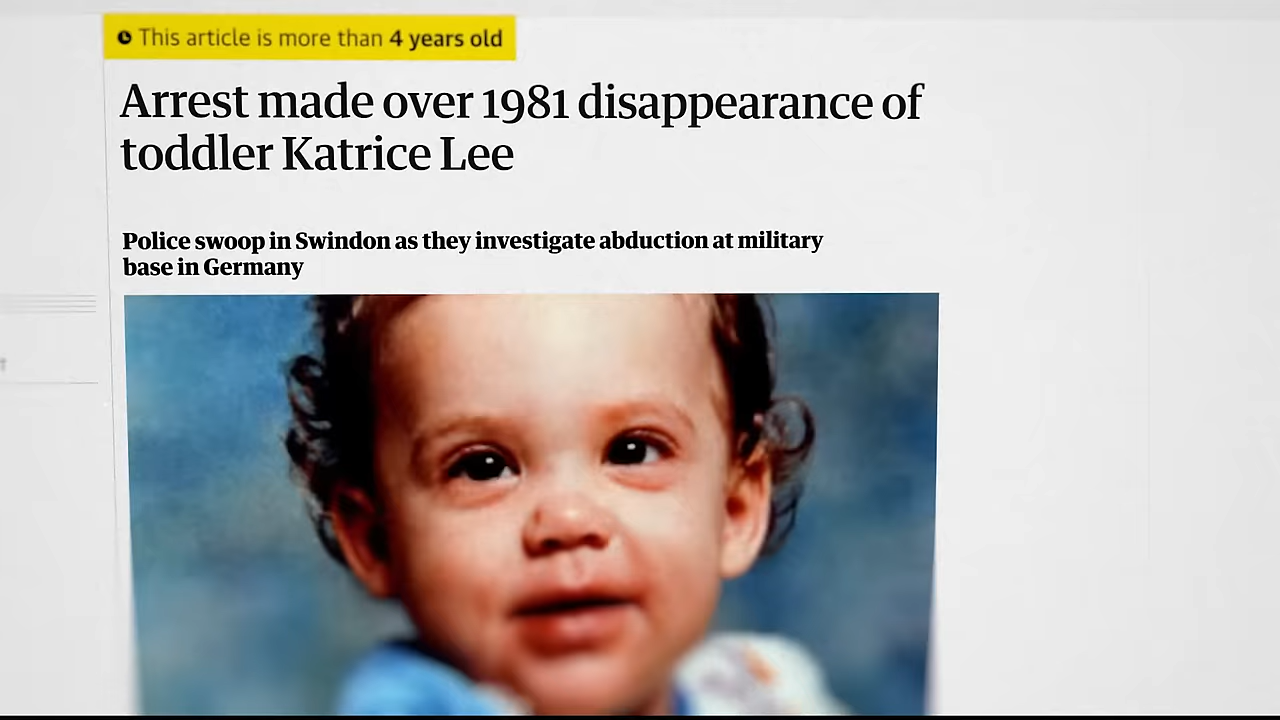 This article is more than 4 years old
Arrest made over 1981 disappearance of
toddler Katrice Lee
Police swoop in Swindon as they investigate abduction at military
base in Germany